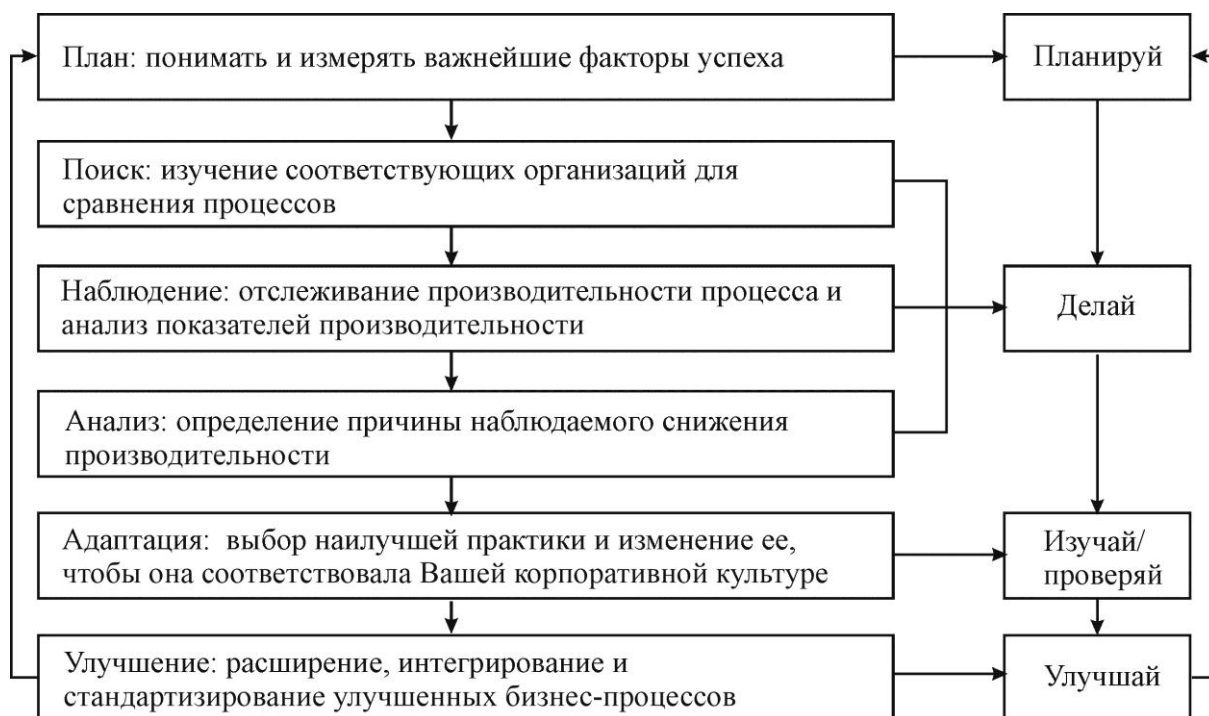 План: понимать и измерять важнейшие факторы успеха
Планируй
Поиск: изучение соответствующих организаций для
сравнения процессов
Наблюдение: отслеживание производительности процесса и
анализ показателей производительности
Делай
Анализ: определение причины наблюдаемого снижения
производительности
Адаптация: выбор наилучшей практики и изменение ее,
чтобы она соответствовала Вашей корпоративной культуре
Изучай/
проверяй
Улучшение: расширение, интегрирование и
стандартизирование улучшенных бизнес-процессов
Улучшай